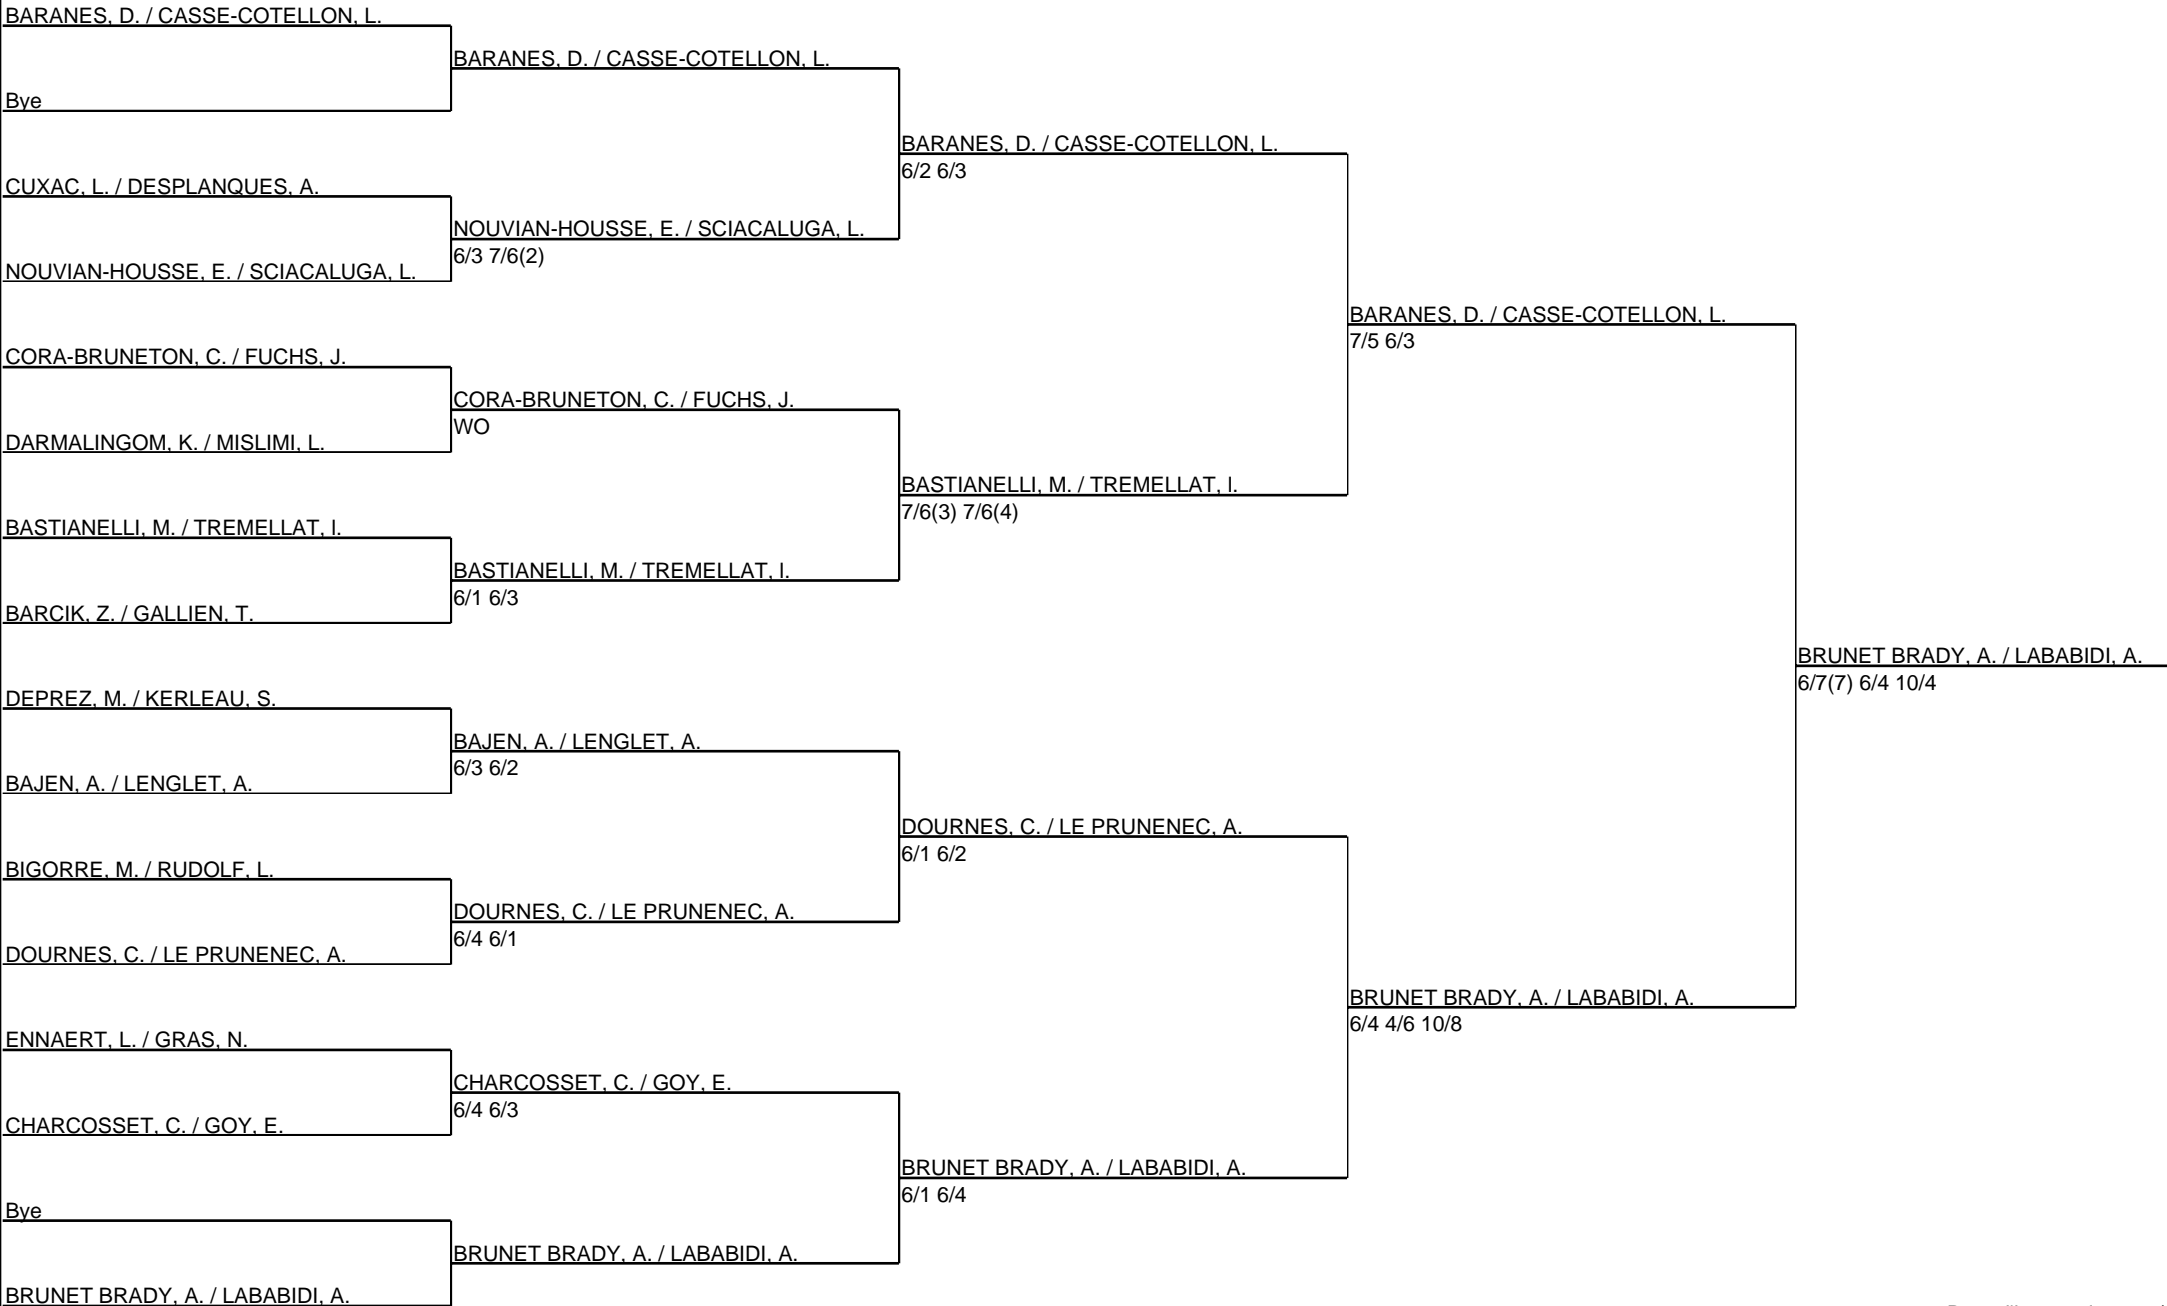 BARANES, D. / CASSE-COTELLON, L.
Bye
CUXAC, L. / DESPLANQUES, A.
NOUVIAN-HOUSSE, E. / SCIACALUGA, L.
CORA-BRUNETON, C. / FUCHS, J.
DARMALINGOM, K. / MISLIMI, L.
BASTIANELLI, M. / TREMELLAT, I.
BARCIK, Z. / GALLIEN, T.
DEPREZ, M. / KERLEAU, S.
BAJEN, A. / LENGLET, A.
BIGORRE, M. / RUDOLF, L.
DOURNES, C. / LE PRUNENEC, A.
ENNAERT, L. / GRAS, N.
CHARCOSSET, C. / GOY, E.
Bye
BRUNET BRADY, A. / LABABIDI, A.
BARANES, D. / CASSE-COTELLON, L.
NOUVIAN-HOUSSE, E. / SCIACALUGA, L.
6/3 7/6(2)
CORA-BRUNETON, C. / FUCHS, J.
WO
BASTIANELLI, M. / TREMELLAT, I.
6/1 6/3
BAJEN, A. / LENGLET, A.
6/3 6/2
DOURNES, C. / LE PRUNENEC, A.
6/4 6/1
CHARCOSSET, C. / GOY, E.
6/4 6/3
BRUNET BRADY, A. / LABABIDI, A.
BARANES, D. / CASSE-COTELLON, L.
6/2 6/3
BASTIANELLI, M. / TREMELLAT, I.
7/6(3) 7/6(4)
DOURNES, C. / LE PRUNENEC, A.
6/1 6/2
BRUNET BRADY, A. / LABABIDI, A.
6/1 6/4
BARANES, D. / CASSE-COTELLON, L.
7/5 6/3
BRUNET BRADY, A. / LABABIDI, A.
6/4 4/6 10/8
BRUNET BRADY, A. / LABABIDI, A.
6/7(7) 6/4 10/4